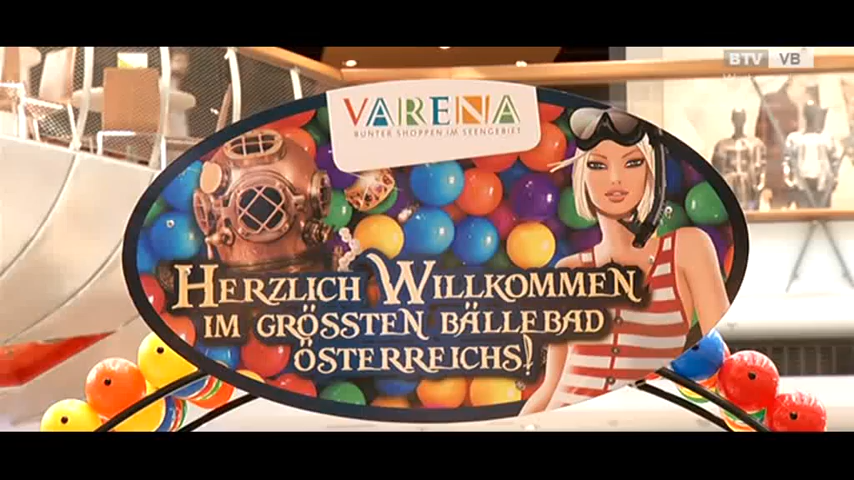 BTV VB
VARENA
BUNTER SHOPPEN IM SEENGEBIET
HERZLICH WILLKOMMEN
IM GRÖSSTEN BÄLLEBAD
ÖSTERREICHS!